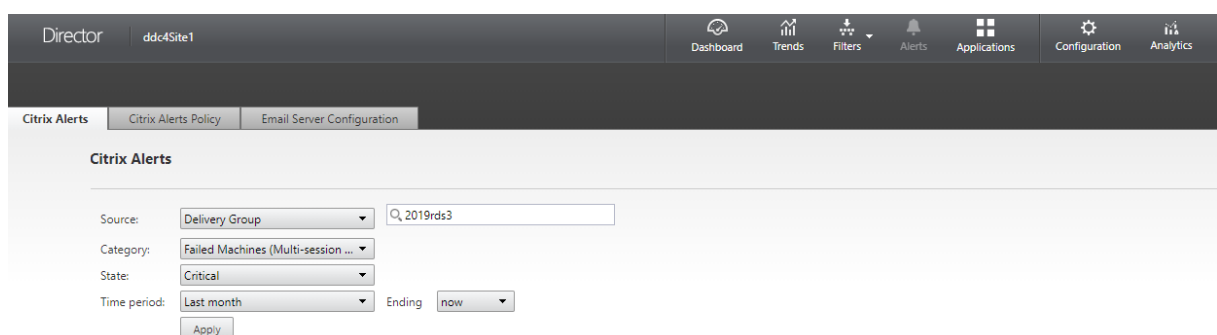 Director ddc4Site1 Dashboard Trends Filters Alerts Applications Configuration Analytics
Citrix Alerts Citrix Alerts Policy Email Server Configuration
Citrix Alerts
Source: Delivery Group 2019rds3
Category: Failed Machines (Multi-session ...
State: Critical
Time period: Last month Ending now
Apply